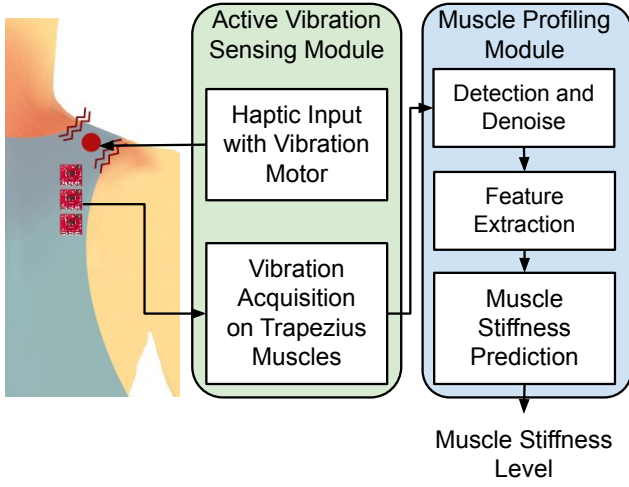 Active Vibration
Sensing Module
Haptic Input
with Vibration
Motor
Vibration
Acquisition
on Trapezius
Muscles
Muscle Profiling
Module
Detection and
Denoise
Feature
Extraction
Muscle
Stiffness
Prediction
Muscle Stiffness
Level